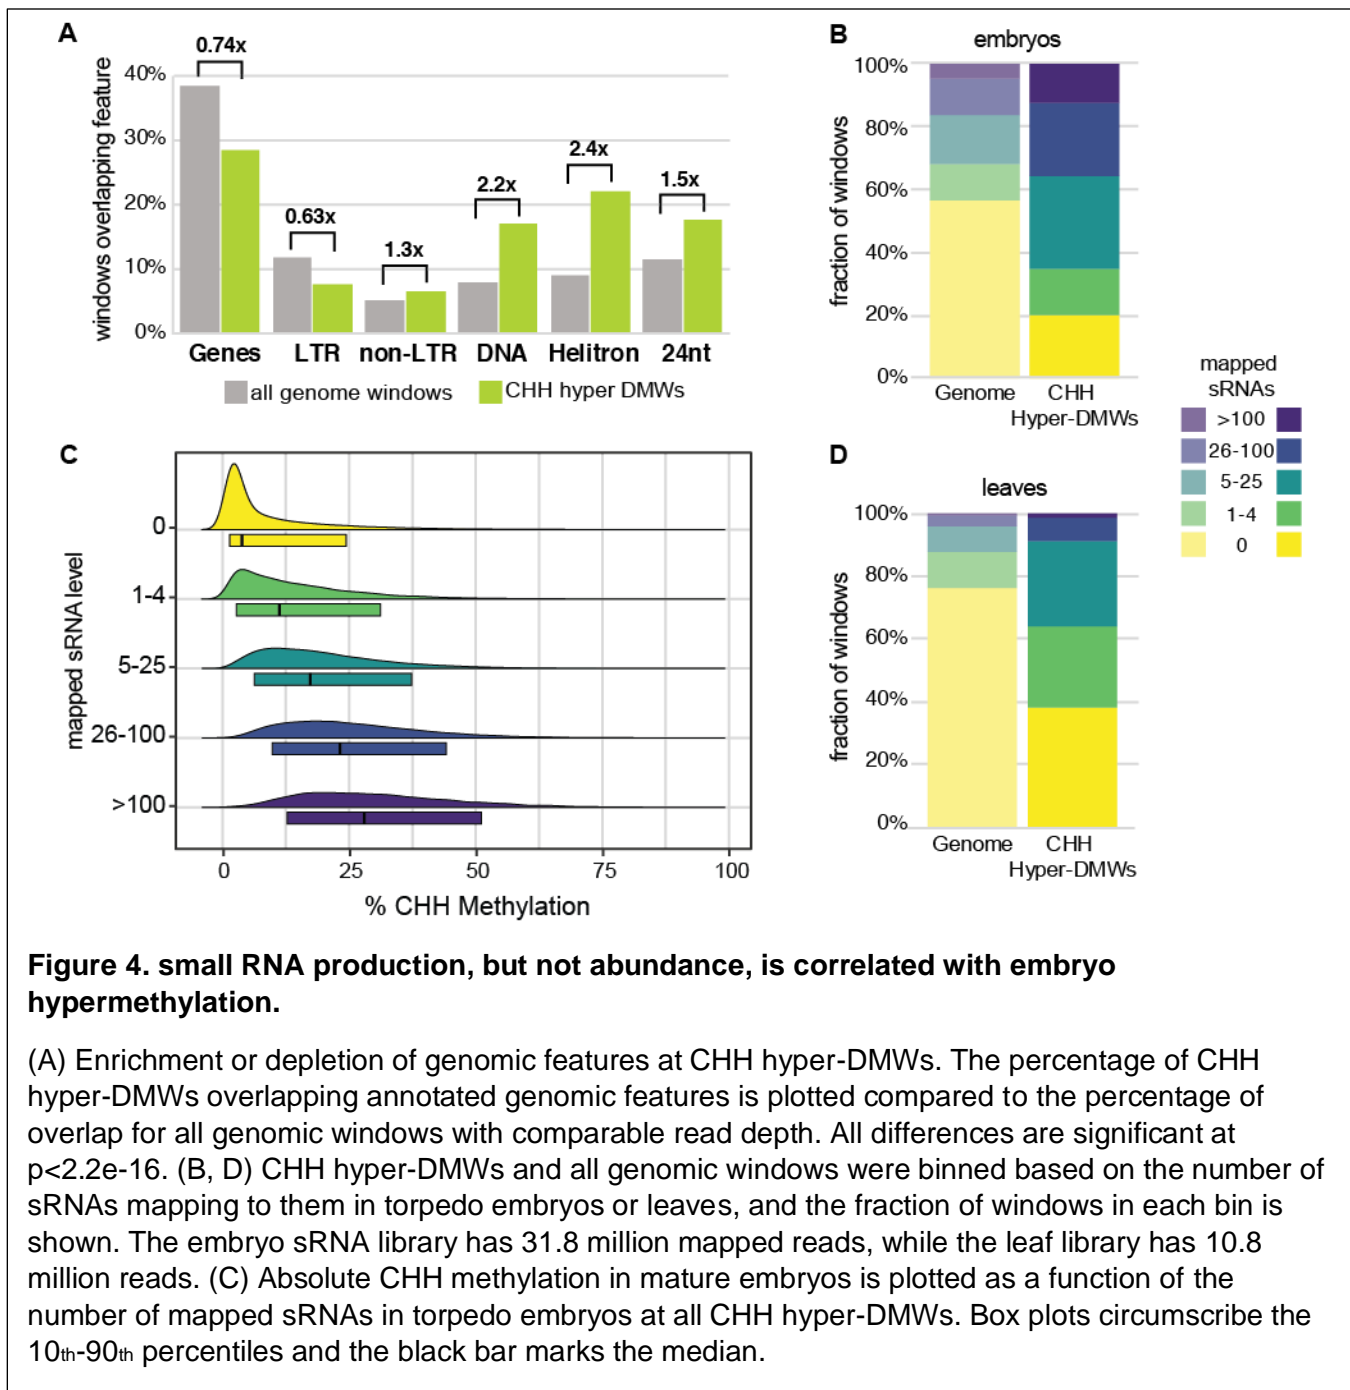 A
0.74x
40%
30%
20%
10%
0%
windows overlapping feature
0.63x
1.3x
2.2x
2.4x
1.5x
Genes LTR non-LTR DNA Helitron 24nt
all genome windows CHH hyper DMWs
B
embryos
100%
80%
60%
40%
20%
0%
fraction of windows
Genome CHH
Hyper-DMWs
mapped
sRNAs
>100
26-100
5-25
1-4
0
C
mapped sRNA level
0
1-4
5-25
26-100
>100
0 25 50 75 100
% CHH Methylation
D
leaves
100%
80%
60%
40%
20%
0%
fraction of windows
Genome CHH
Hyper-DMWs
Figure 4. small RNA production, but not abundance, is correlated with embryo
hypermethylation.
(A) Enrichment or depletion of genomic features at CHH hyper-DMWs. The percentage of CHH
hyper-DMWs overlapping annotated genomic features is plotted compared to the percentage of
overlap for all genomic windows with comparable read depth. All differences are significant at
p<2.2e-16. (B, D) CHH hyper-DMWs and all genomic windows were binned based on the number of
sRNAs mapping to them in torpedo embryos or leaves, and the fraction of windows in each bin is
shown. The embryo sRNA library has 31.8 million mapped reads, while the leaf library has 10.8
million reads. (C) Absolute CHH methylation in mature embryos is plotted as a function of the
number of mapped sRNAs in torpedo embryos at all CHH hyper-DMWs. Box plots circumscribe the
10th-90th percentiles and the black bar marks the median.